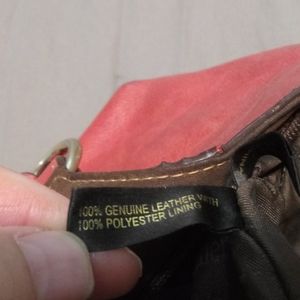 100% GENUINE LEATHER WITH
100% POLYESTER LINING